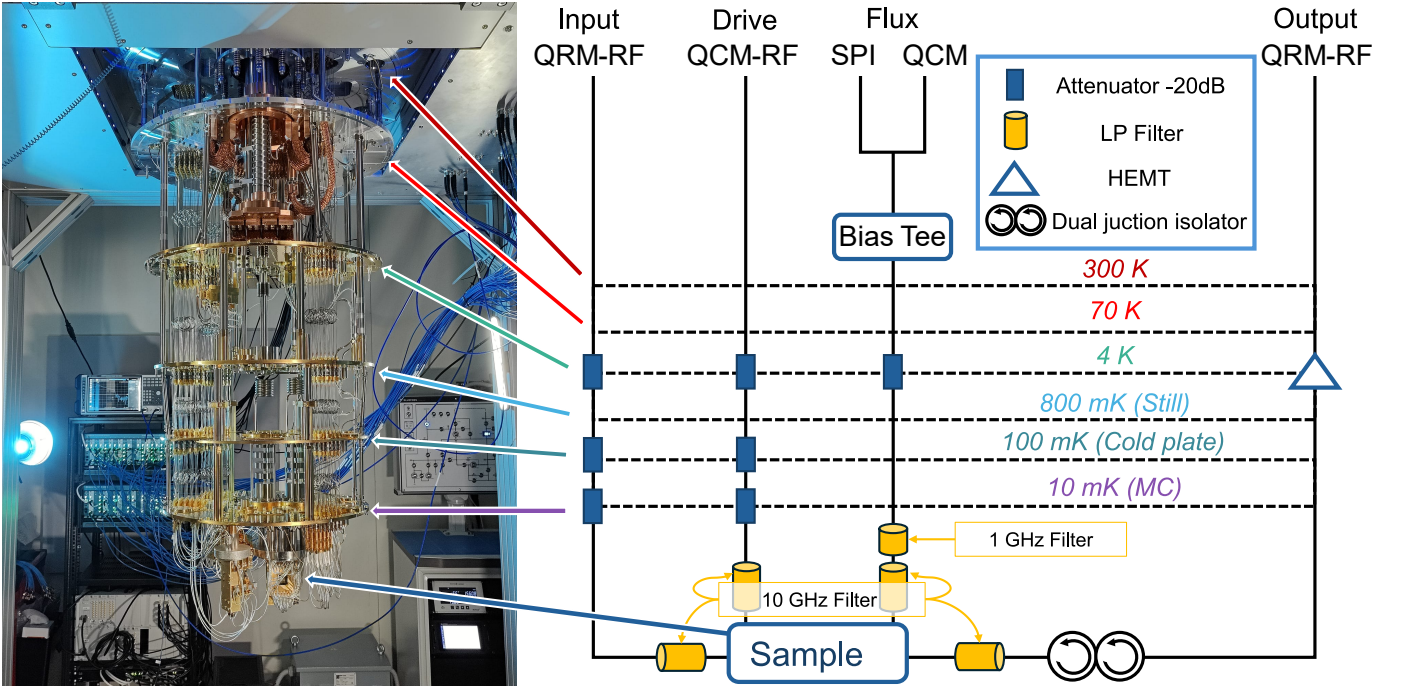 Input
QRM-RF
Drive
QCM-RF
Flux
SPI QCM
Output
QRM-RF
Attenuator -20dB
LP Filter
HEMT
Dual juction isolator
Bias Tee
300 K
70 K
4 K
800 mK (Still)
100 mK (Cold plate)
10 mK (MC)
1 GHz Filter
10 GHz Filter
Sample